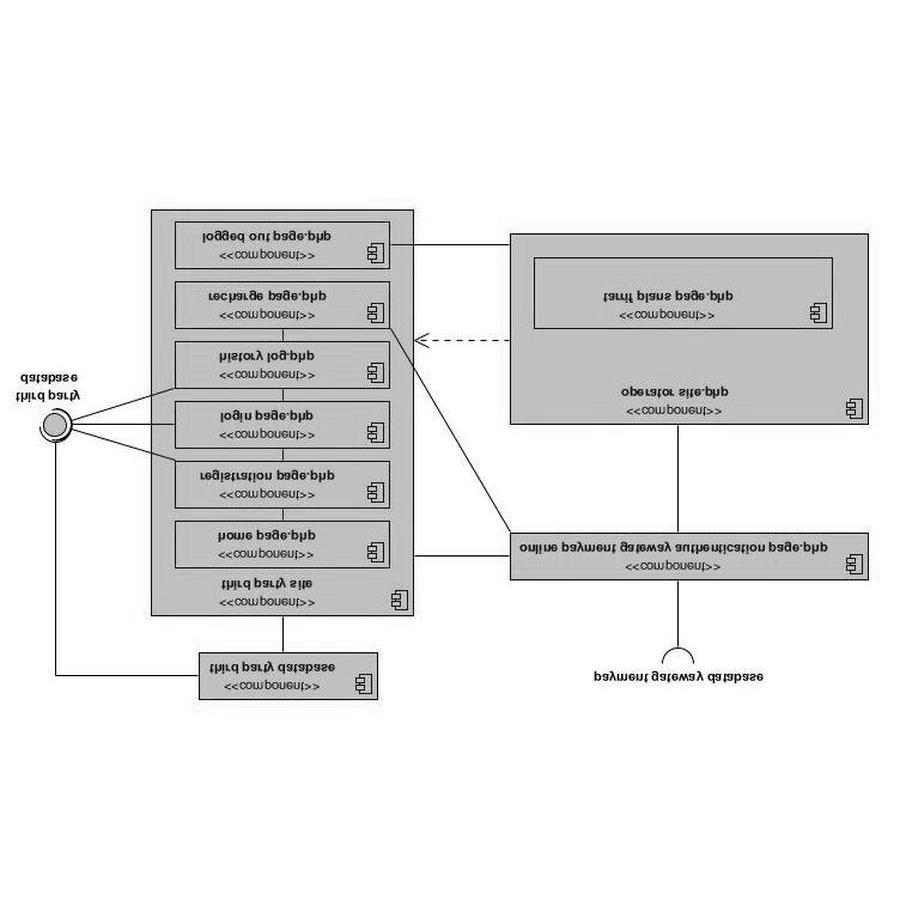 <<component>>
third party database
payment gateway database
<<component>>
third party site
<<component>>
home page.php
<<component>>
registration page.php
<<component>>
login page.php
<<component>>
history log.php
<<component>>
recharge page.php
<<component>>
logged out page.php
third party
database
<<component>>
online payment gateway authentication page.php
<<component>>
operator site.php
<<component>>
tarrif plans page.php